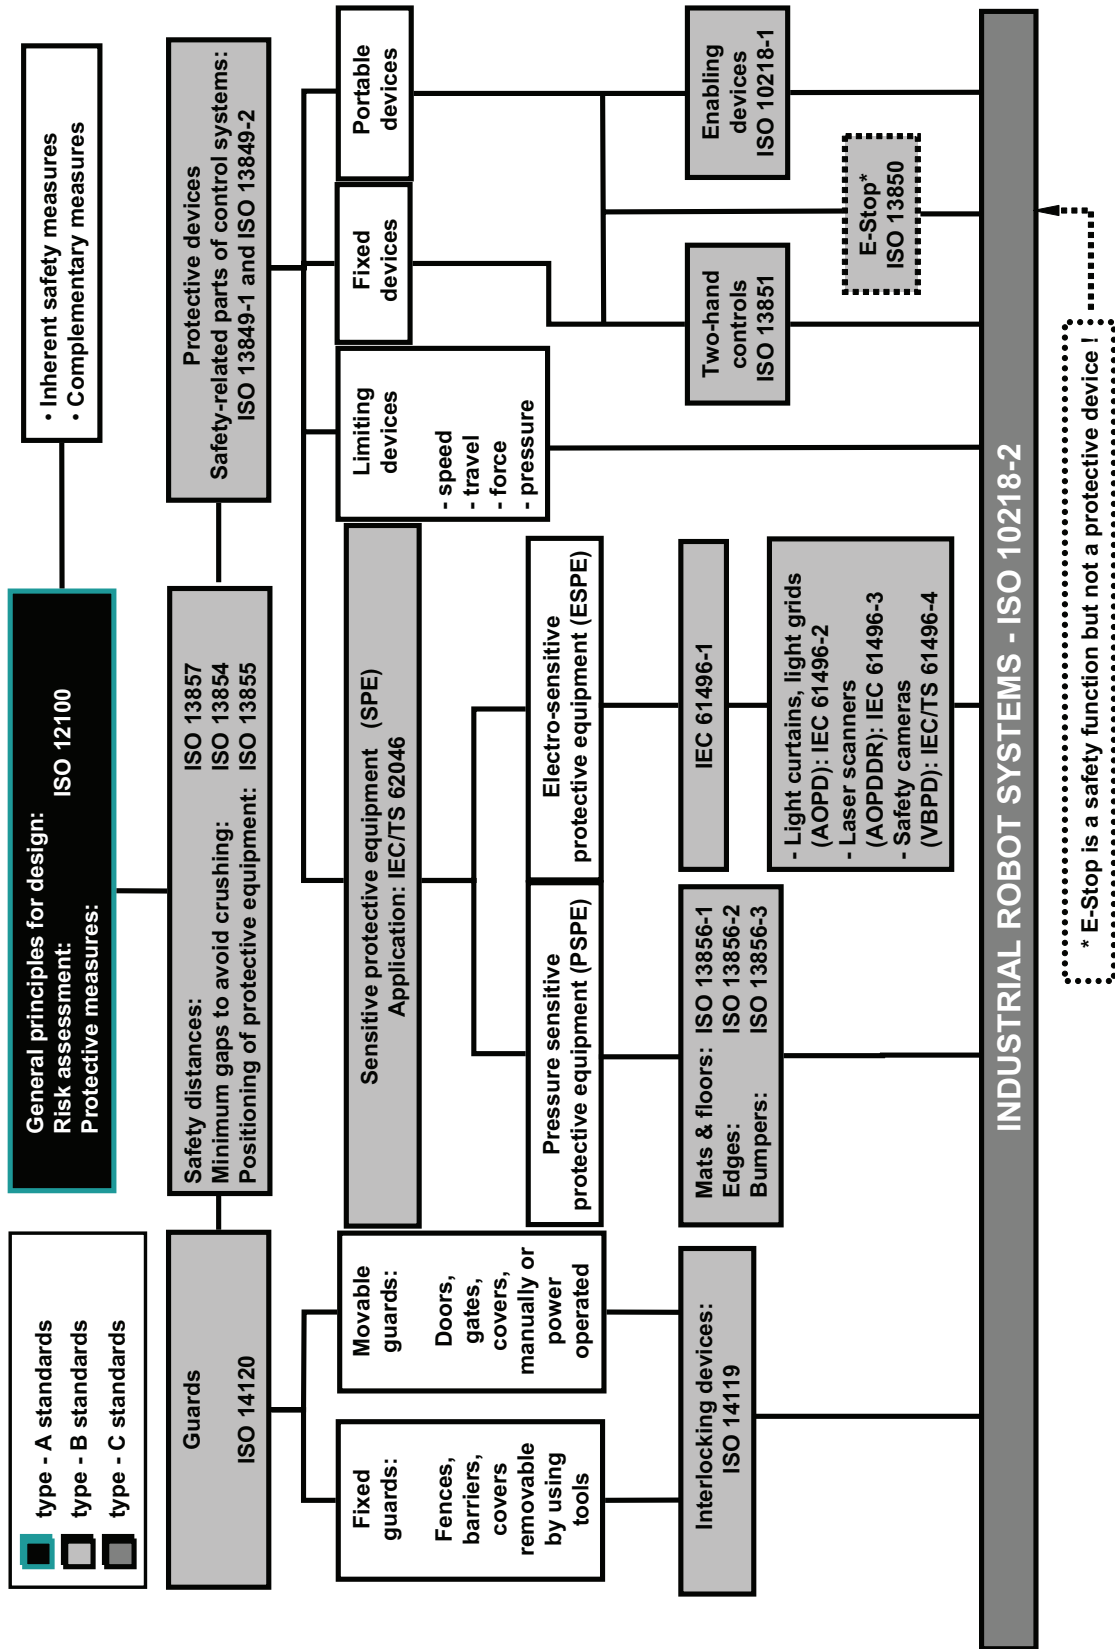 type - A standards
type - B standards
type - C standards
General principles for design:
Risk assessment: ISO 12100
Protective measures:
• Inherent safety measures
• Complementary measures
Guards
ISO 14120
Safety distances: ISO 13857
Minimum gaps to avoid crushing: ISO 13854
Positioning of protective equipment: ISO 13855
Protective devices
Safety-related parts of control systems:
ISO 13849-1 and ISO 13849-2
Fixed
guards:
Fences,
barriers,
covers
removable
by using
tools
Movable
guards:
Doors,
gates,
covers,
manually or
power
operated
Sensitive protective equipment (SPE)
Application: IEC/TS 62046
Limiting
devices
- speed
- travel
- force
- pressure
Fixed
devices
Portable
devices
Pressure sensitive
protective equipment (PSPE)
Electro-sensitive
protective equipment (ESPE)
Interlocking devices:
ISO 14119
Mats & floors: ISO 13856-1
Edges: ISO 13856-2
Bumpers: ISO 13856-3
IEC 61496-1
- Light curtains, light grids
(AOPD): IEC 61496-2
- Laser scanners
(AOPDDR): IEC 61496-3
- Safety cameras
(VBPD): IEC/TS 61496-4
Two-hand
controls
ISO 13851
Enabling
devices
ISO 10218-1
E-Stop*
ISO 13850
INDUSTRIAL ROBOT SYSTEMS - ISO 10218-2
* E-Stop is a safety function but not a protective device !